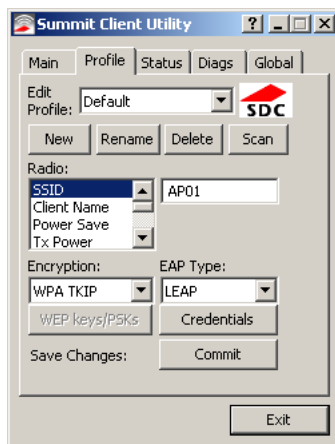 Summit Client Utility
Main Profile Status Diags Global
Edit Profile: Default SDC
New Rename Delete Scan
Radio:
SSID AP01
Client Name
Power Save
Tx Power
Encryption: EAP Type:
WPA TKIP LEAP
WEP keys/PSKs Credentials
Save Changes: Commit
Exit